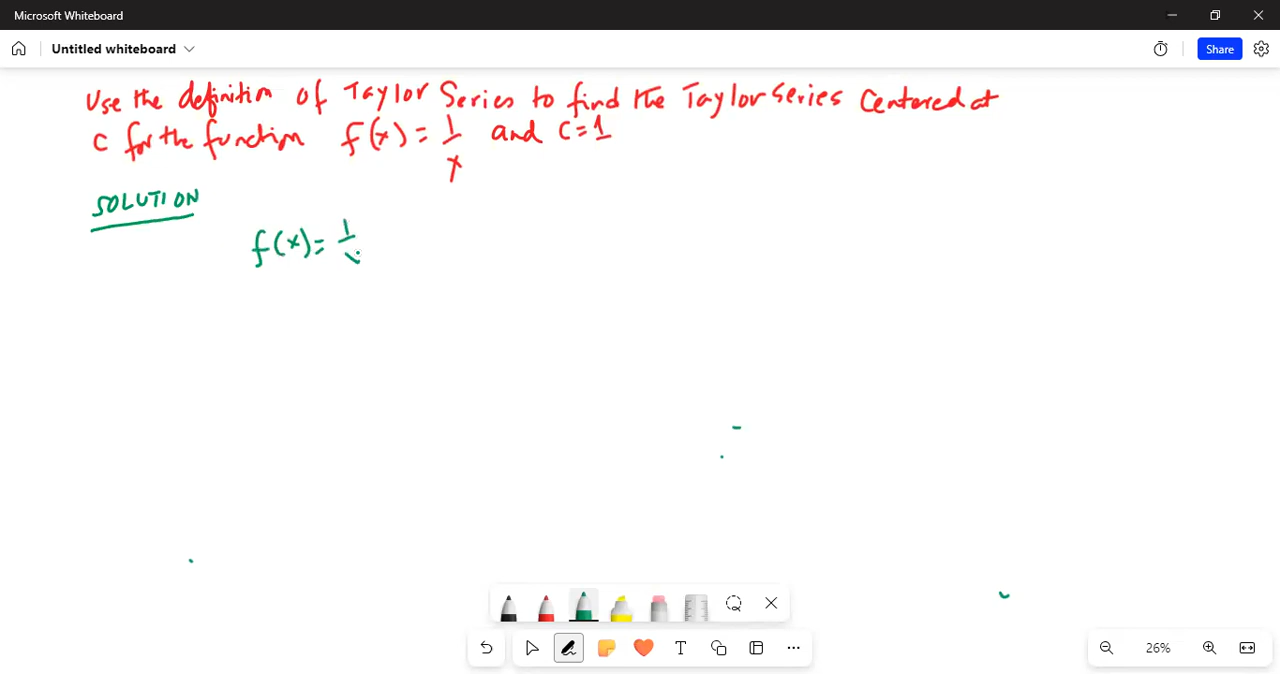 Microsoft Whiteboard
Untitled whiteboard
Share
Use the definition of Taylor Series to find the Taylor Series Centered at
c for the function f(x) = 1/x and c = 1
SOLUTION
f(x) = 1/
T
26%